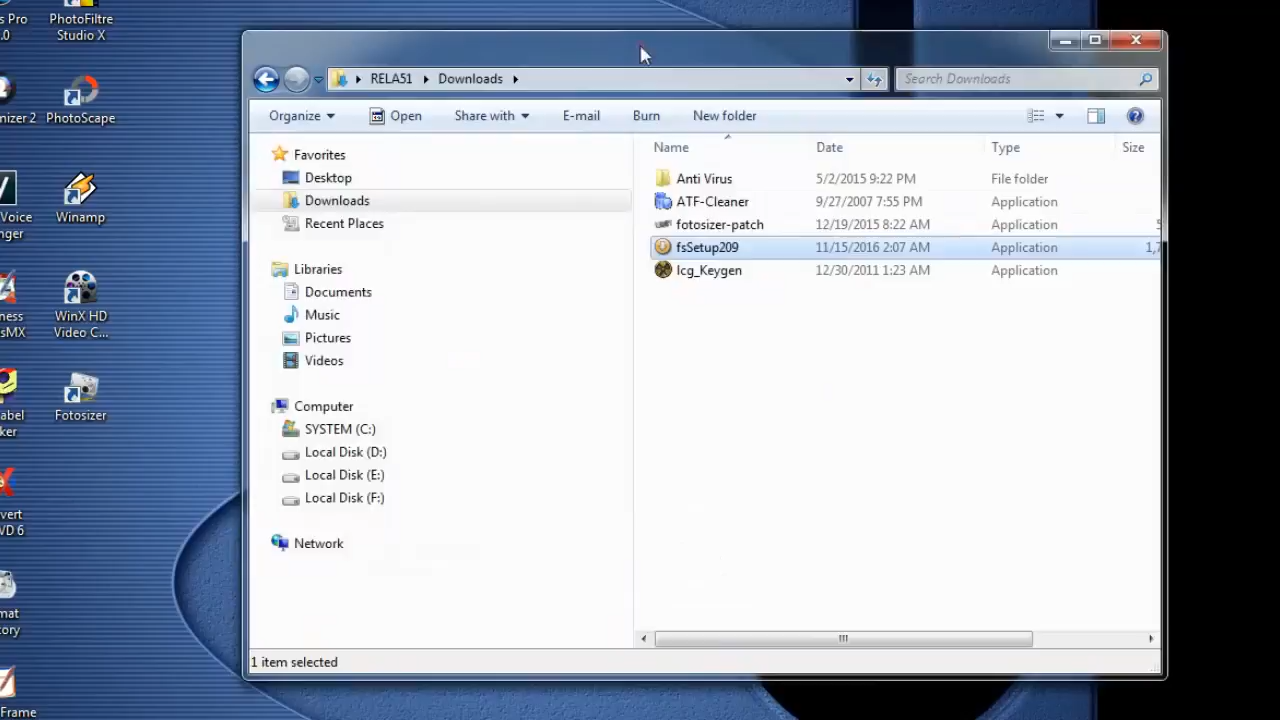 s Pro
.0
PhotoFiltre
Studio X
nizer 2
PhotoScape
Voice
nger
Winamp
ness
sMX
WinX HD
Video C...
abel
ker
Fotosizer
vert
VD 6
mat
tory
Frame
RELA51
Downloads
Search Downloads
Organize
Open
Share with
E-mail
Burn
New folder
Favorites
Desktop
Downloads
Recent Places
Libraries
Documents
Music
Pictures
Videos
Computer
SYSTEM (C:)
Local Disk (D:)
Local Disk (E:)
Local Disk (F:)
Network
Name Date Type Size
Anti Virus 5/2/2015 9:22 PM File folder
ATF-Cleaner 9/27/2007 7:55 PM Application
fotosizer-patch 12/19/2015 8:22 AM Application 5
fsSetup209 11/15/2016 2:07 AM Application 1,7
lcg_Keygen 12/30/2011 1:23 AM Application
1 item selected